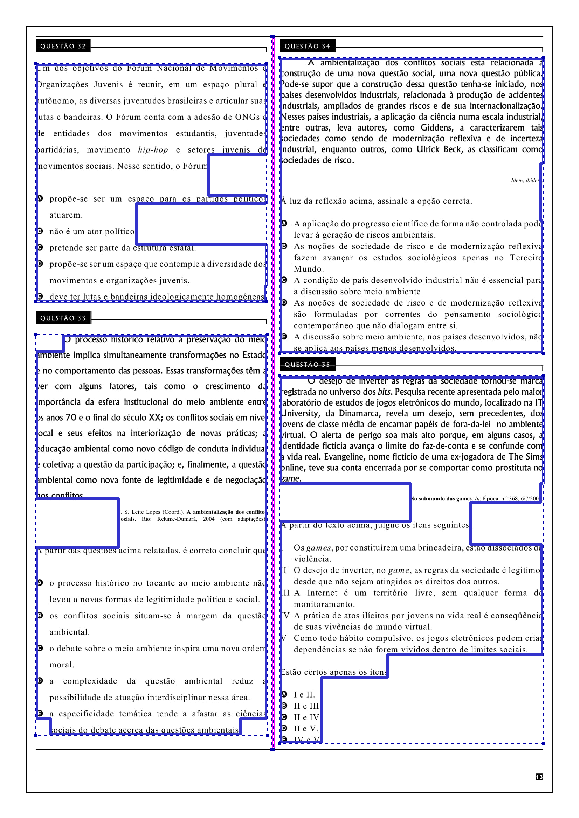 QUESTÃO 32
Um dos objetivos do Fórum Nacional de Movimentos e
Organizações Juvenis é reunir, em um espaço plural e
autônomo, as diversas juventudes brasileiras e articular suas
lutas e bandeiras. O Fórum conta com a adesão de ONGs e
de entidades dos movimentos estudantis, juventudes
partidárias, movimento hip-hop e setores juvenis de
movimentos sociais. Nesse sentido, o Fórum
propõe-se ser um espaço para os partidos políticos
atuarem.
não é um ator político.
pretende ser parte da estrutura estatal.
propõe-se ser um espaço que contemple a diversidade dos
movimentos e organizações juvenis.
deve ter lutas e bandeiras ideologicamente homogêneas.
QUESTÃO 33
O processo histórico relativo à preservação do meio
ambiente implica simultaneamente transformações no Estado
e no comportamento das pessoas. Essas transformações têm a
ver com alguns fatores, tais como o crescimento da
importância da esfera institucional do meio ambiente entre
os anos 70 e o final do século XX; os conflitos sociais em nível
local e seus efeitos na interiorização de novas práticas; a
educação ambiental como novo código de conduta individual
e coletiva; a questão da participação; e, finalmente, a questão
ambiental como nova fonte de legitimidade e de negociação
nos conflitos.
J. S. Leite Lopes (Coord.). A ambientalização dos conflitos
sociais. Rio: Relume-Dumará, 2004 (com adaptações).
A partir das questões acima relatadas, é correto concluir que
o processo histórico no tocante ao meio ambiente não
levou a novas formas de legitimidade política e social.
os conflitos sociais situam-se à margem da questão
ambiental.
o debate sobre o meio ambiente inspira uma nova ordem
moral.
a complexidade da questão ambiental reduz a
possibilidade de atuação interdisciplinar nessa área.
a especificidade temática tende a afastar as ciências
sociais do debate acerca das questões ambientais.
QUESTÃO 34
A ambientalização dos conflitos sociais está relacionada à
construção de uma nova questão social, uma nova questão pública.
Pode-se supor que a construção dessa questão tenha-se iniciado, nos
países desenvolvidos industriais, relacionada à produção de acidentes
industriais, ampliados de grandes riscos e de sua internacionalização.
Nesses países industriais, a aplicação da ciência numa escala industrial,
entre outras, leva autores, como Giddens, a caracterizarem tais
sociedades como sendo de modernização reflexiva e de incerteza
industrial, enquanto outros, como Ulrick Beck, as classificam como
sociedades de risco.
Idem, ibidem.
À luz da reflexão acima, assinale a opção correta.
A aplicação do progresso científico de forma não controlada pode
levar à geração de riscos ambientais.
As noções de sociedade de risco e de modernização reflexiva
fazem avançar os estudos sociológicos apenas no Terceiro
Mundo.
A condição de país desenvolvido industrial não é essencial para
a discussão sobre meio ambiente.
As noções de sociedade de risco e de modernização reflexiva
são formuladas por correntes do pensamento sociológico
contemporâneo que não dialogam entre si.
A discussão sobre meio ambiente, nos países desenvolvidos, não
se aplica aos países menos desenvolvidos.
QUESTÃO 35
O desejo de inverter as regras da sociedade tornou-se marca
registrada no universo dos bits. Pesquisa recente apresentada pelo maior
laboratório de estudos de jogos eletrônicos do mundo, localizado na IT
University, da Dinamarca, revela um desejo, sem precedentes, dos
jovens de classe média de encarnar papéis de fora-da-lei no ambiente
virtual. O alerta de perigo soa mais alto porque, em alguns casos, a
identidade fictícia avança o limite do faz-de-conta e se confunde com
a vida real. Evangeline, nome fictício de uma ex-jogadora de The Sims
online, teve sua conta encerrada por se comportar como prostituta no
game.
A partir do texto acima, julgue os itens seguintes.
I Os games, por constituírem uma brincadeira, estão dissociados da
violência.
II O desejo de inverter, no game, as regras da sociedade é legítimo
desde que não sejam atingidos os direitos dos outros.
III A Internet é um território livre, sem qualquer forma de
monitoramento.
IV A prática de atos ilícitos por jovens na vida real é conseqüência
de suas vivências do mundo virtual.
V Como todo hábito compulsivo, os jogos eletrônicos podem criar
dependências se não forem vividos dentro de limites sociais.
Estão certos apenas os itens
I e II.
II e III.
II e IV.
II e V.
IV e V.